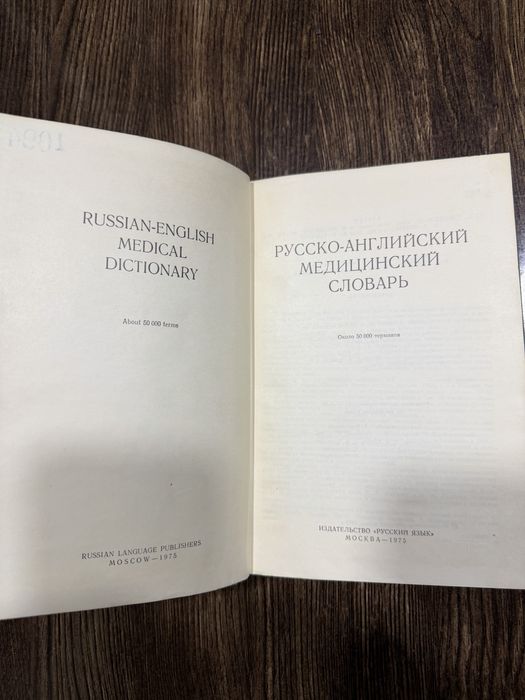 RUSSIAN-ENGLISH
MEDICAL
DICTIONARY
About 50 000 terms
RUSSIAN LANGUAGE PUBLISHERS
MOSCOW — 1975
РУССКО-АНГЛИЙСКИЙ
МЕДИЦИНСКИЙ
СЛОВАРЬ
Около 50 000 терминов
ИЗДАТЕЛЬСТВО «РУССКИЙ ЯЗЫК»
МОСКВА — 1975